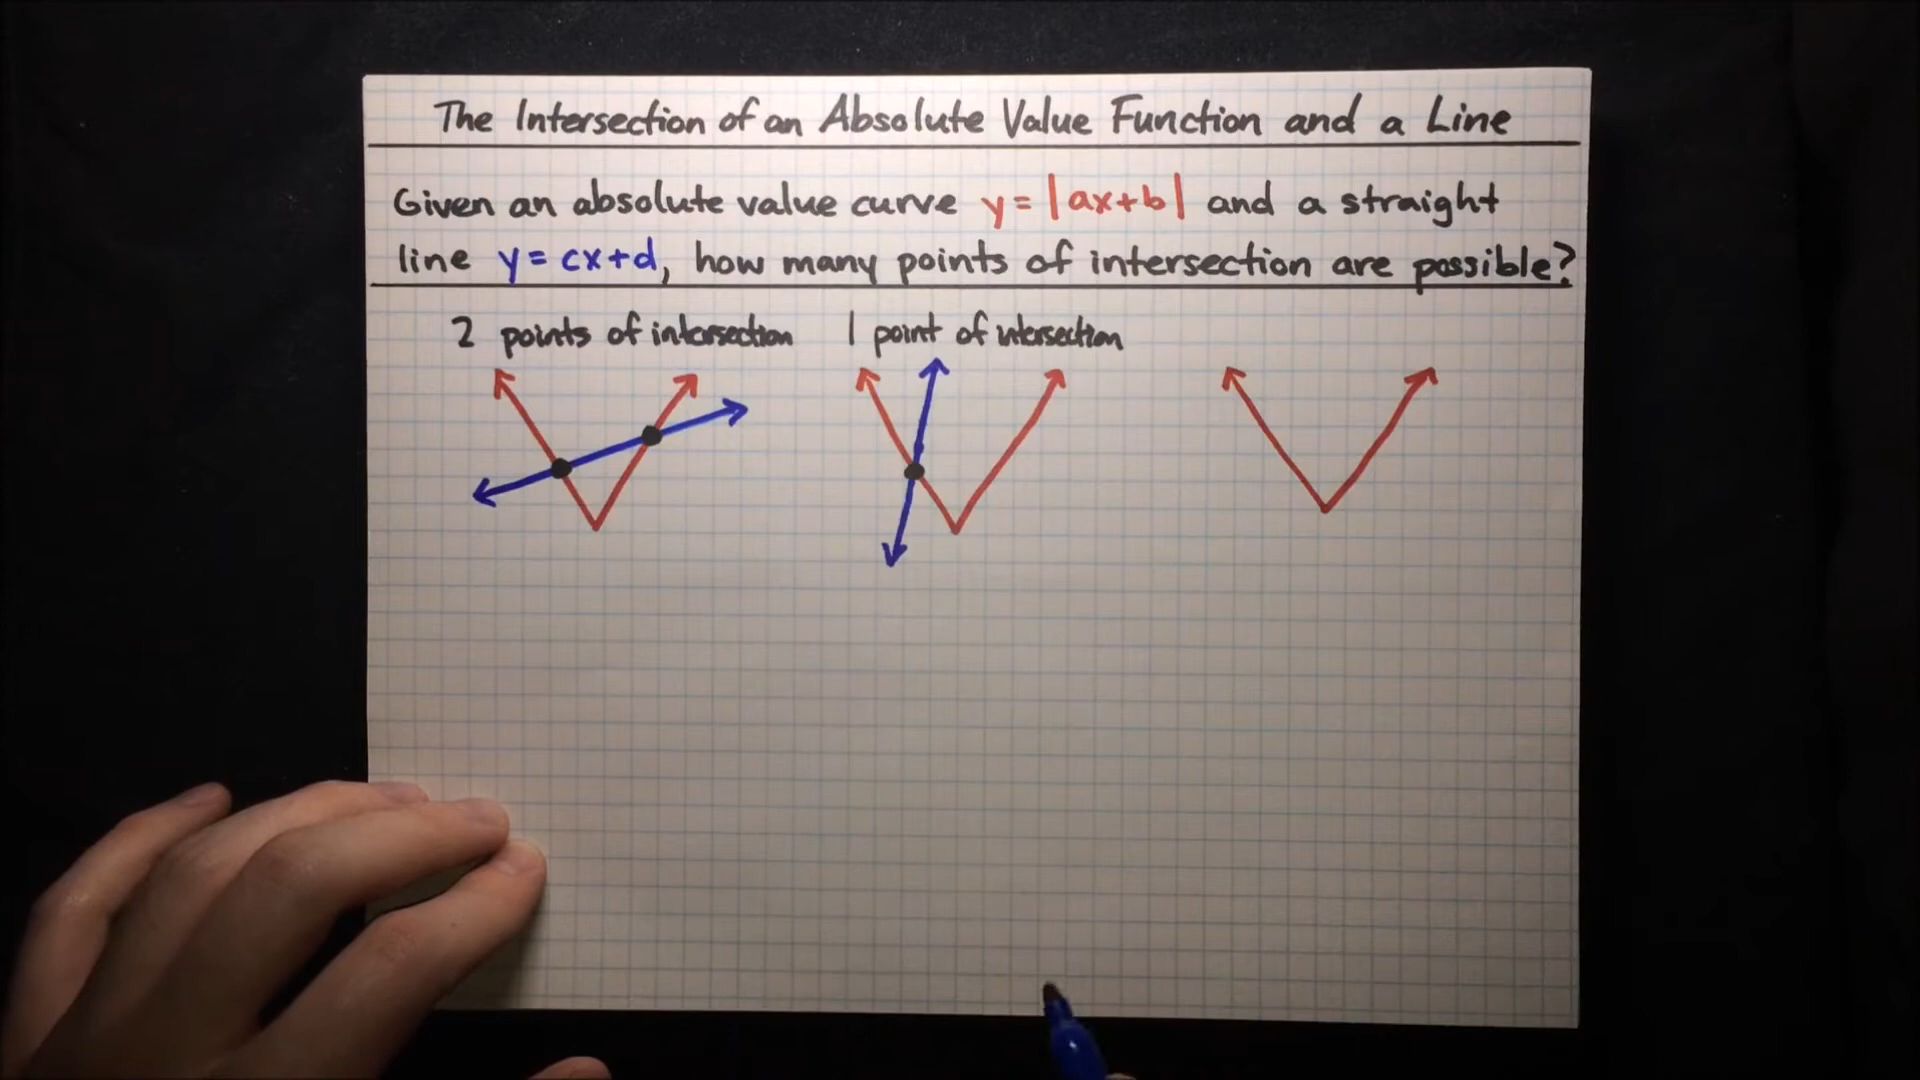 The Intersection of an Absolute Value Function and a Line
Given an absolute value curve y = |ax+b| and a straight
line y = cx+d, how many points of intersection are possible?
2 points of intersection
1 point of intersection